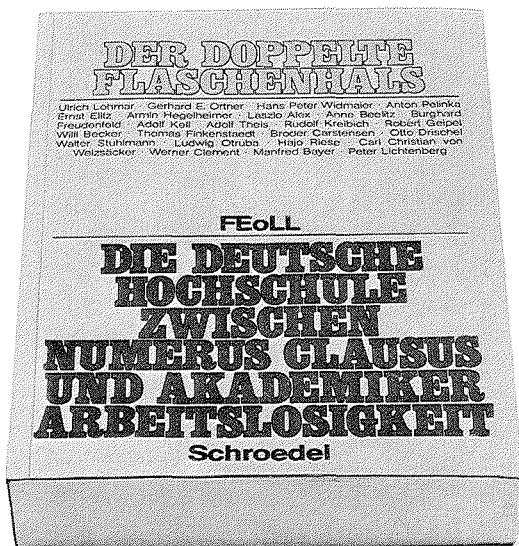 DER DOPPELTE
FLASCHENHALS
Ulrich Lohmar · Gerhard E. Ortner · Hans Peter Widmaier · Anton Pelinka
Ernst Elitz · Armin Hegelheimer · Laszlo Alex · Anne Beelitz · Burghard
Freudenfeld · Adolf Kell · Adolf Theis · Rudolf Kreibich · Robert Geipel
Willi Becker · Thomas Finkenstaedt · Broder Carstensen · Otto Drischel
Walter Stuhlmann · Ludwig Otruba · Hajo Riese · Carl Christian von
Weizsäcker · Werner Clement · Manfred Bayer · Peter Lichtenberg
FEoLL
DIE DEUTSCHE
HOCHSCHULE
ZWISCHEN
NUMERUS CLAUSUS
UND AKADEMIKER
ARBEITSLOSIGKEIT
Schroedel